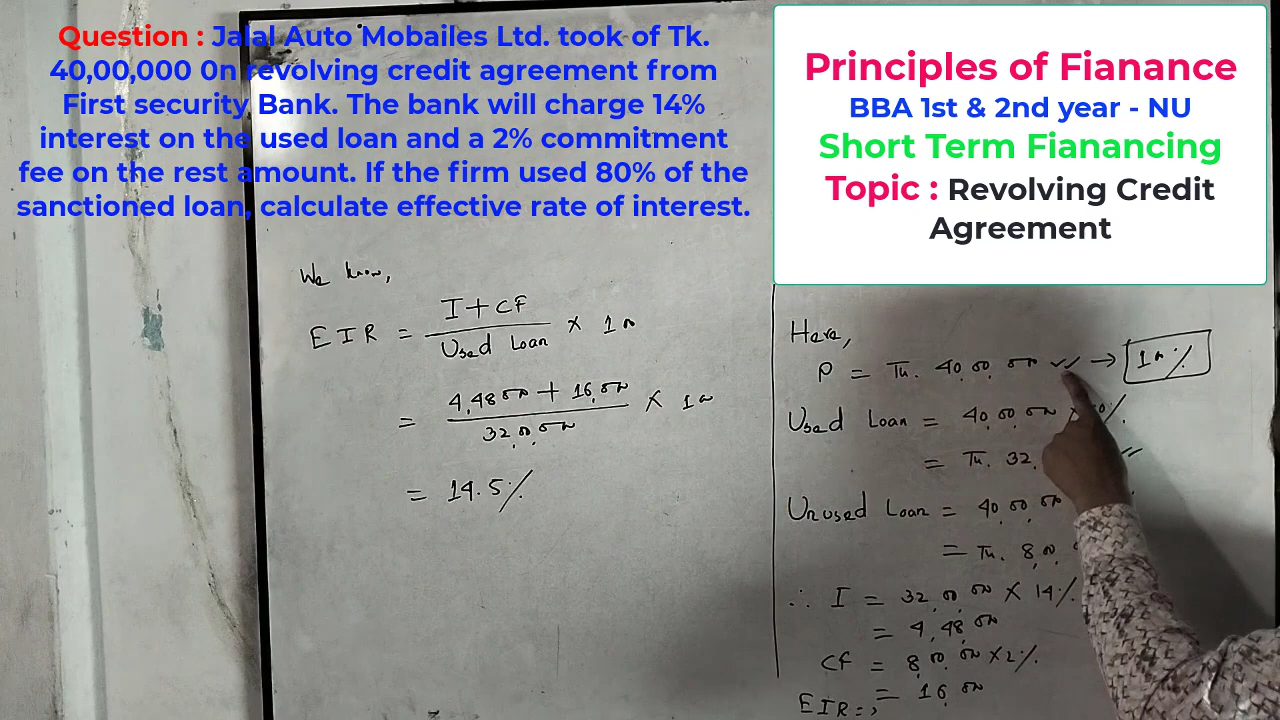 Question : Jalal Auto Mobailes Ltd. took of Tk.
40,00,000 0n revolving credit agreement from
First security Bank. The bank will charge 14%
interest on the used loan and a 2% commitment
fee on the rest amount. If the firm used 80% of the
sanctioned loan, calculate effective rate of interest.
Principles of Fianance
BBA 1st & 2nd year - NU
Short Term Fianancing
Topic : Revolving Credit
Agreement
We know,
EIR = I + CF / Used Loan × 100
= 4,48,000 + 16,000 / 32,00,000 × 100
= 14.5%
Here,
P = Tk. 40,00,000 → 100%
Used Loan = 40,00,000 ×
= Tk. 32,
Unused Loan = 40,00,000
= Tk. 8,00,
∴ I = 32,00,000 × 14%
= 4,48,000
CF = 8,00,000 × 2%
= 16,000
EIR = ?